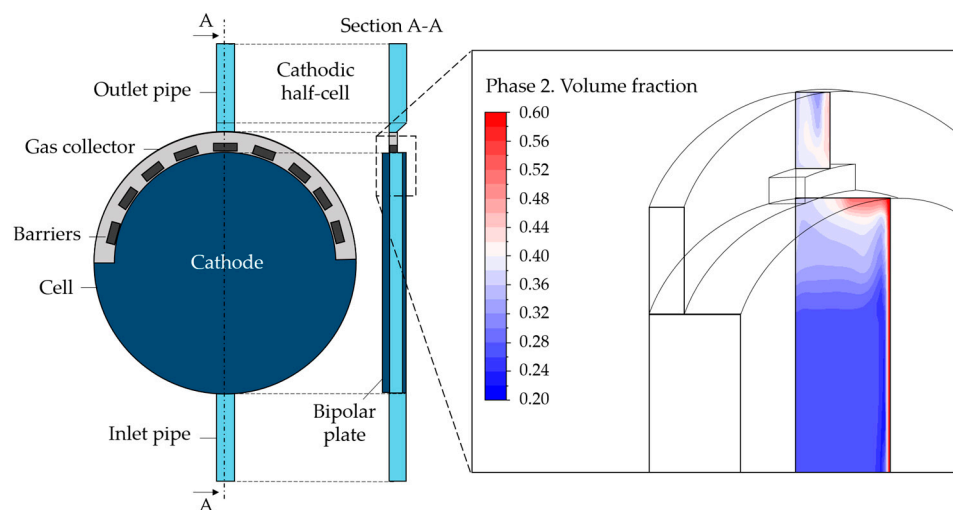 A
Section A-A
Outlet pipe
Cathodic
half-cell
Gas collector
Barriers
Cathode
Cell
Bipolar
plate
Inlet pipe
A
Phase 2. Volume fraction
0.60
0.56
0.52
0.48
0.44
0.40
0.36
0.32
0.28
0.24
0.20